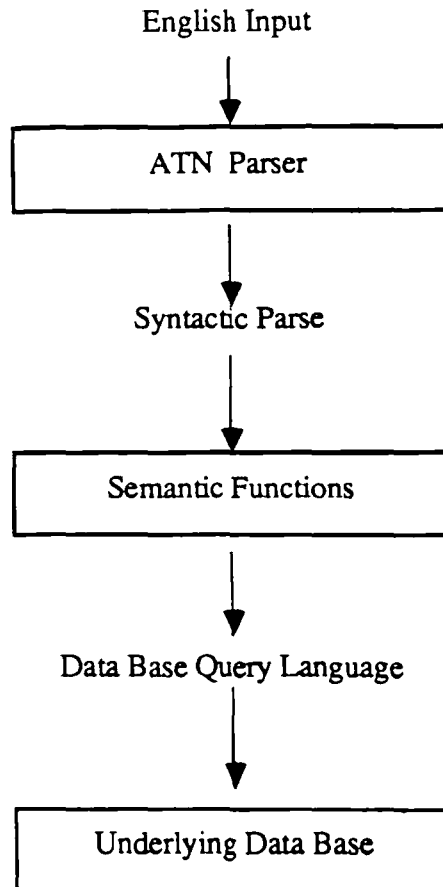 English Input
ATN Parser
Syntactic Parse
Semantic Functions
Data Base Query Language
Underlying Data Base